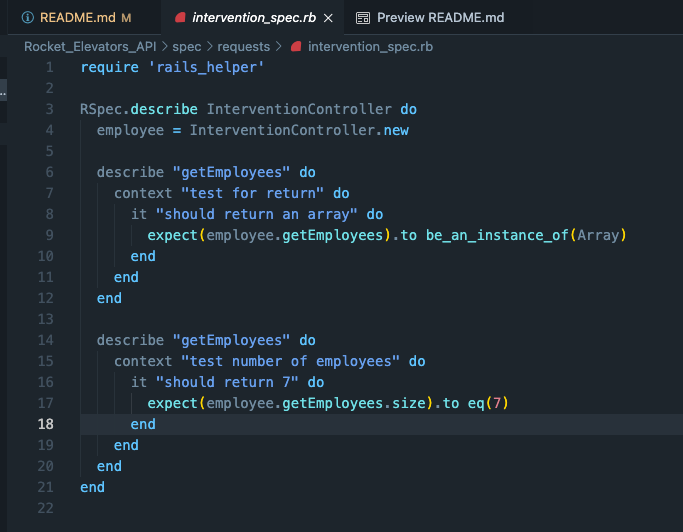 README.md M intervention_spec.rb × Preview README.md
Rocket_Elevators_API > spec > requests > intervention_spec.rb
1 require 'rails_helper'
2
3 RSpec.describe InterventionController do
4 employee = InterventionController.new
5
6 describe "getEmployees" do
7 context "test for return" do
8 it "should return an array" do
9 expect(employee.getEmployees).to be_an_instance_of(Array)
10 end
11 end
12 end
13
14 describe "getEmployees" do
15 context "test number of employees" do
16 it "should return 7" do
17 expect(employee.getEmployees.size).to eq(7)
18 end
19 end
20 end
21 end
22